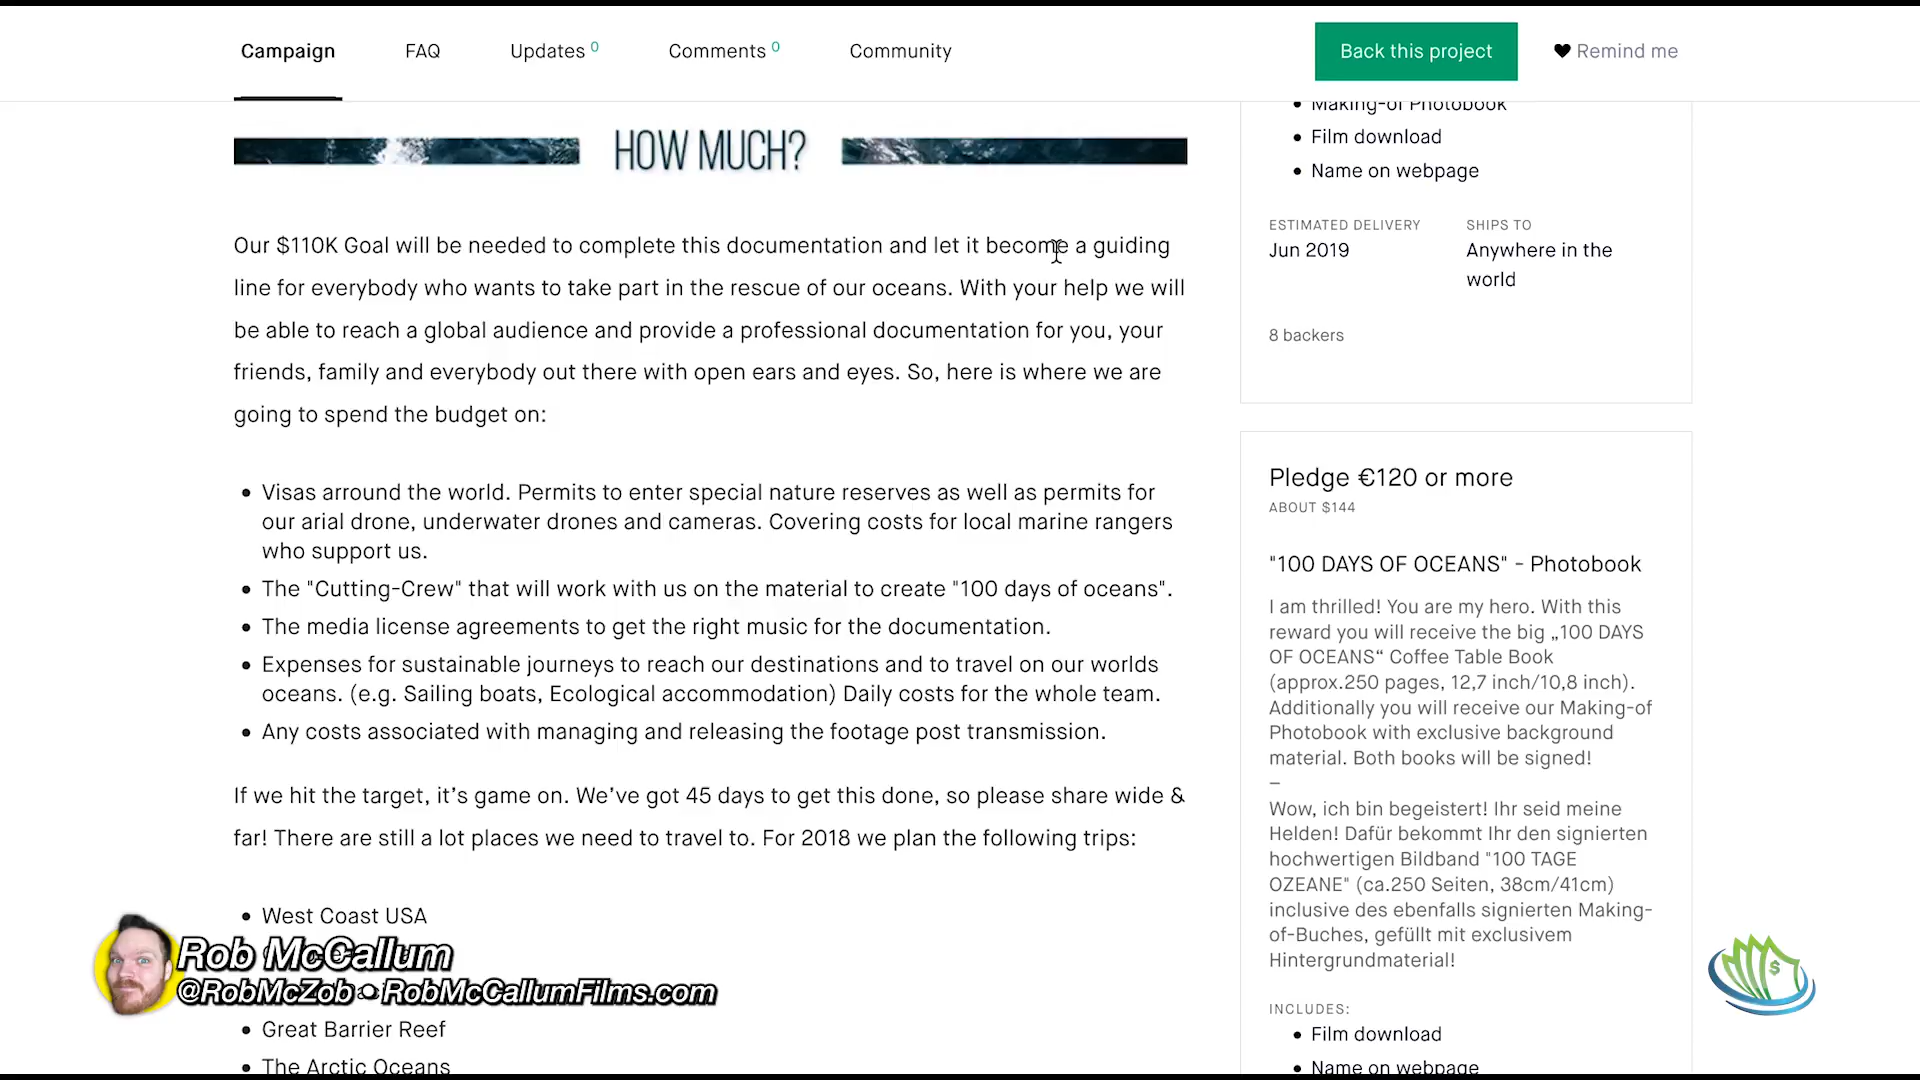 Campaign
FAQ
Updates 0
Comments 0
Community
Back this project
Remind me
HOW MUCH?
Our $110K Goal will be needed to complete this documentation and let it become a guiding
line for everybody who wants to take part in the rescue of our oceans. With your help we will
be able to reach a global audience and provide a professional documentation for you, your
friends, family and everybody out there with open ears and eyes. So, here is where we are
going to spend the budget on:
• Visas arround the world. Permits to enter special nature reserves as well as permits for
our arial drone, underwater drones and cameras. Covering costs for local marine rangers
who support us.
• The "Cutting-Crew" that will work with us on the material to create "100 days of oceans".
• The media license agreements to get the right music for the documentation.
• Expenses for sustainable journeys to reach our destinations and to travel on our worlds
oceans. (e.g. Sailing boats, Ecological accommodation) Daily costs for the whole team.
• Any costs associated with managing and releasing the footage post transmission.
If we hit the target, it's game on. We've got 45 days to get this done, so please share wide &
far! There are still a lot places we need to travel to. For 2018 we plan the following trips:
• West Coast USA
Rob McCallum
@RobMcZob • RobMcCallumFilms.com
• Great Barrier Reef
• The Arctic Oceans
• Making-of Photobook
• Film download
• Name on webpage
ESTIMATED DELIVERY
Jun 2019
SHIPS TO
Anywhere in the
world
8 backers
Pledge €120 or more
ABOUT $144
"100 DAYS OF OCEANS" - Photobook
I am thrilled! You are my hero. With this
reward you will receive the big „100 DAYS
OF OCEANS“ Coffee Table Book
(approx.250 pages, 12,7 inch/10,8 inch).
Additionally you will receive our Making-of
Photobook with exclusive background
material. Both books will be signed!
–
Wow, ich bin begeistert! Ihr seid meine
Helden! Dafür bekommt Ihr den signierten
hochwertigen Bildband "100 TAGE
OZEANE" (ca.250 Seiten, 38cm/41cm)
inclusive des ebenfalls signierten Making-
of-Buches, gefüllt mit exclusivem
Hintergrundmaterial!
INCLUDES:
• Film download
• Name on webpage
$